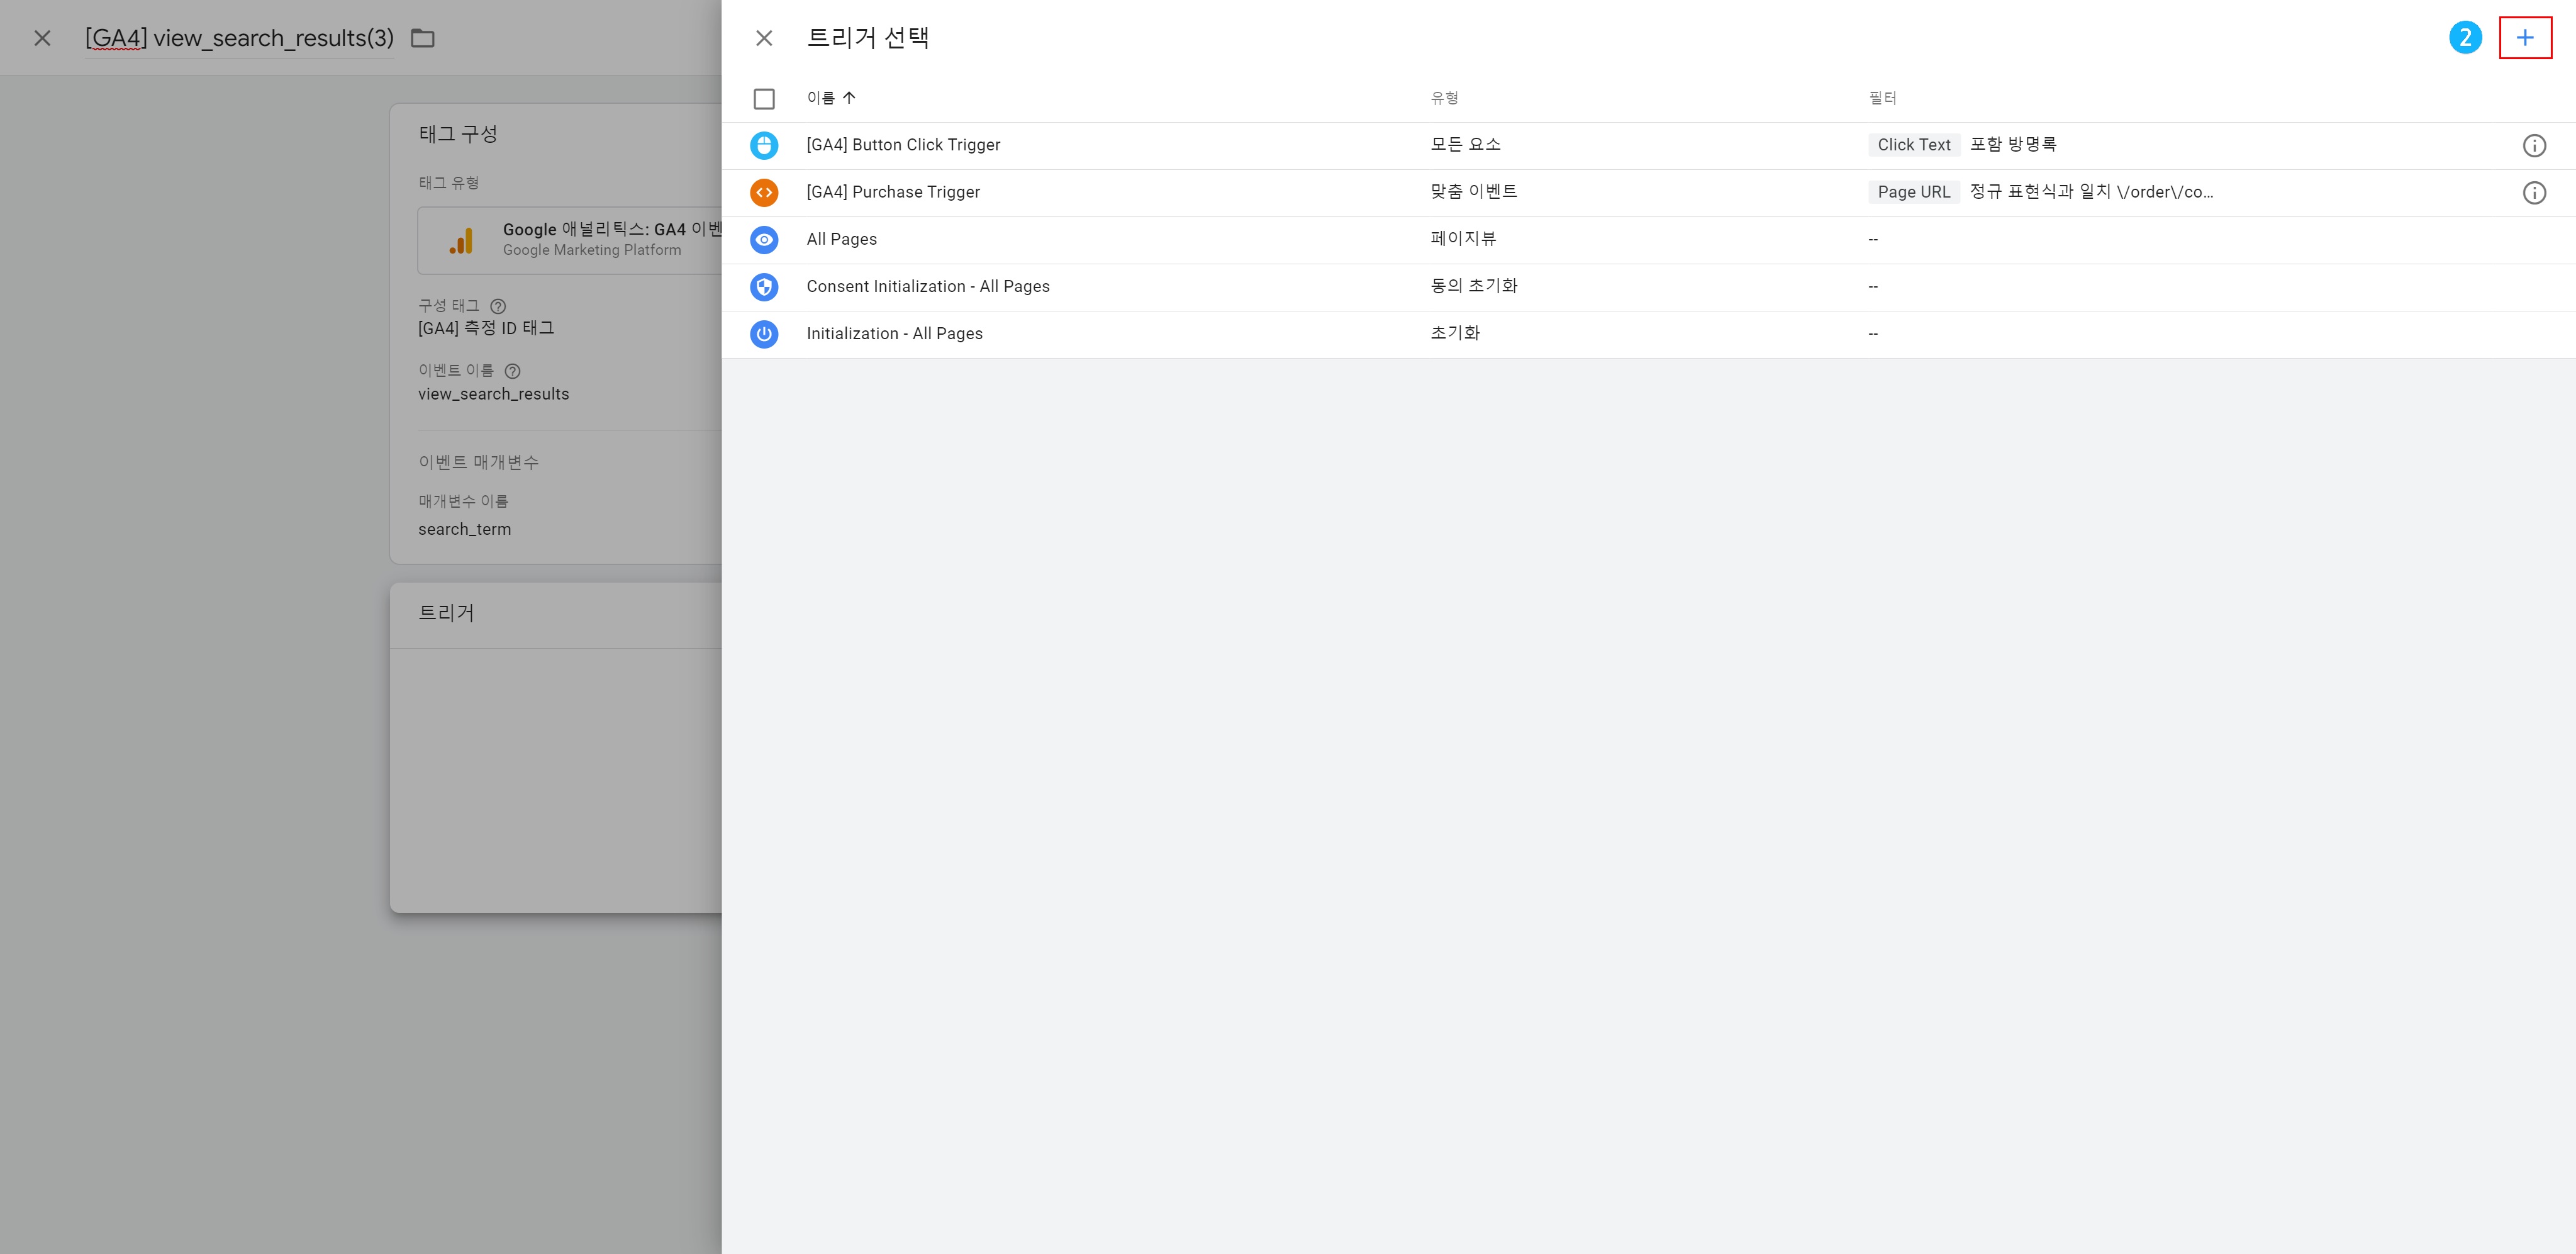 [GA4] view_search_results(3)
태그 구성
태그 유형
Google 애널리틱스: GA4 이벤
Google Marketing Platform
구성 태그
[GA4] 측정 ID 태그
이벤트 이름
view_search_results
이벤트 매개변수
매개변수 이름
search_term
트리거
트리거 선택
2
이름 유형 필터
[GA4] Button Click Trigger 모든 요소 Click Text 포함 방명록
[GA4] Purchase Trigger 맞춤 이벤트 Page URL 정규 표현식과 일치 \/order\/co...
All Pages 페이지뷰 --
Consent Initialization - All Pages 동의 초기화 --
Initialization - All Pages 초기화 --